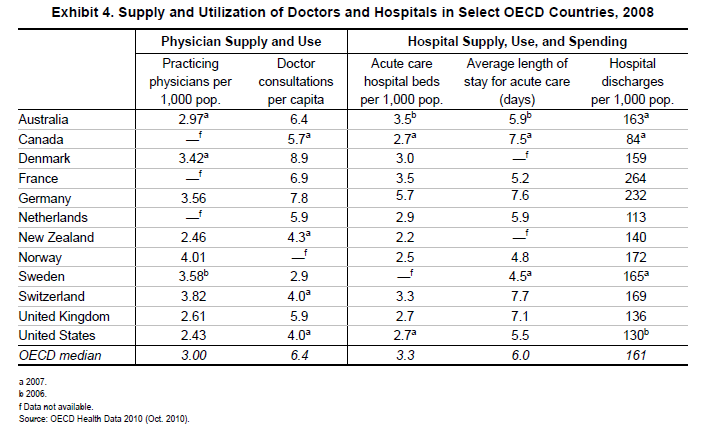 Exhibit 4. Supply and Utilization of Doctors and Hospitals in Select OECD Countries, 2008
Physician Supply and Use Hospital Supply, Use, and Spending
Practicing Doctor Acute care Average length of Hospital
physicians per consultations hospital beds stay for acute care discharges
1,000 pop. per capita per 1,000 pop. (days) per 1,000 pop.
Australia 2.97a 6.4 3.5b 5.9b 163a
Canada —f 5.7a 2.7a 7.5a 84a
Denmark 3.42a 8.9 3.0 —f 159
France —f 6.9 3.5 5.2 264
Germany 3.56 7.8 5.7 7.6 232
Netherlands —f 5.9 2.9 5.9 113
New Zealand 2.46 4.3a 2.2 —f 140
Norway 4.01 —f 2.5 4.8 172
Sweden 3.58b 2.9 —f 4.5a 165a
Switzerland 3.82 4.0a 3.3 7.7 169
United Kingdom 2.61 5.9 2.7 7.1 136
United States 2.43 4.0a 2.7a 5.5 130b
OECD median 3.00 6.4 3.3 6.0 161
a 2007.
b 2006.
f Data not available.
Source: OECD Health Data 2010 (Oct. 2010).